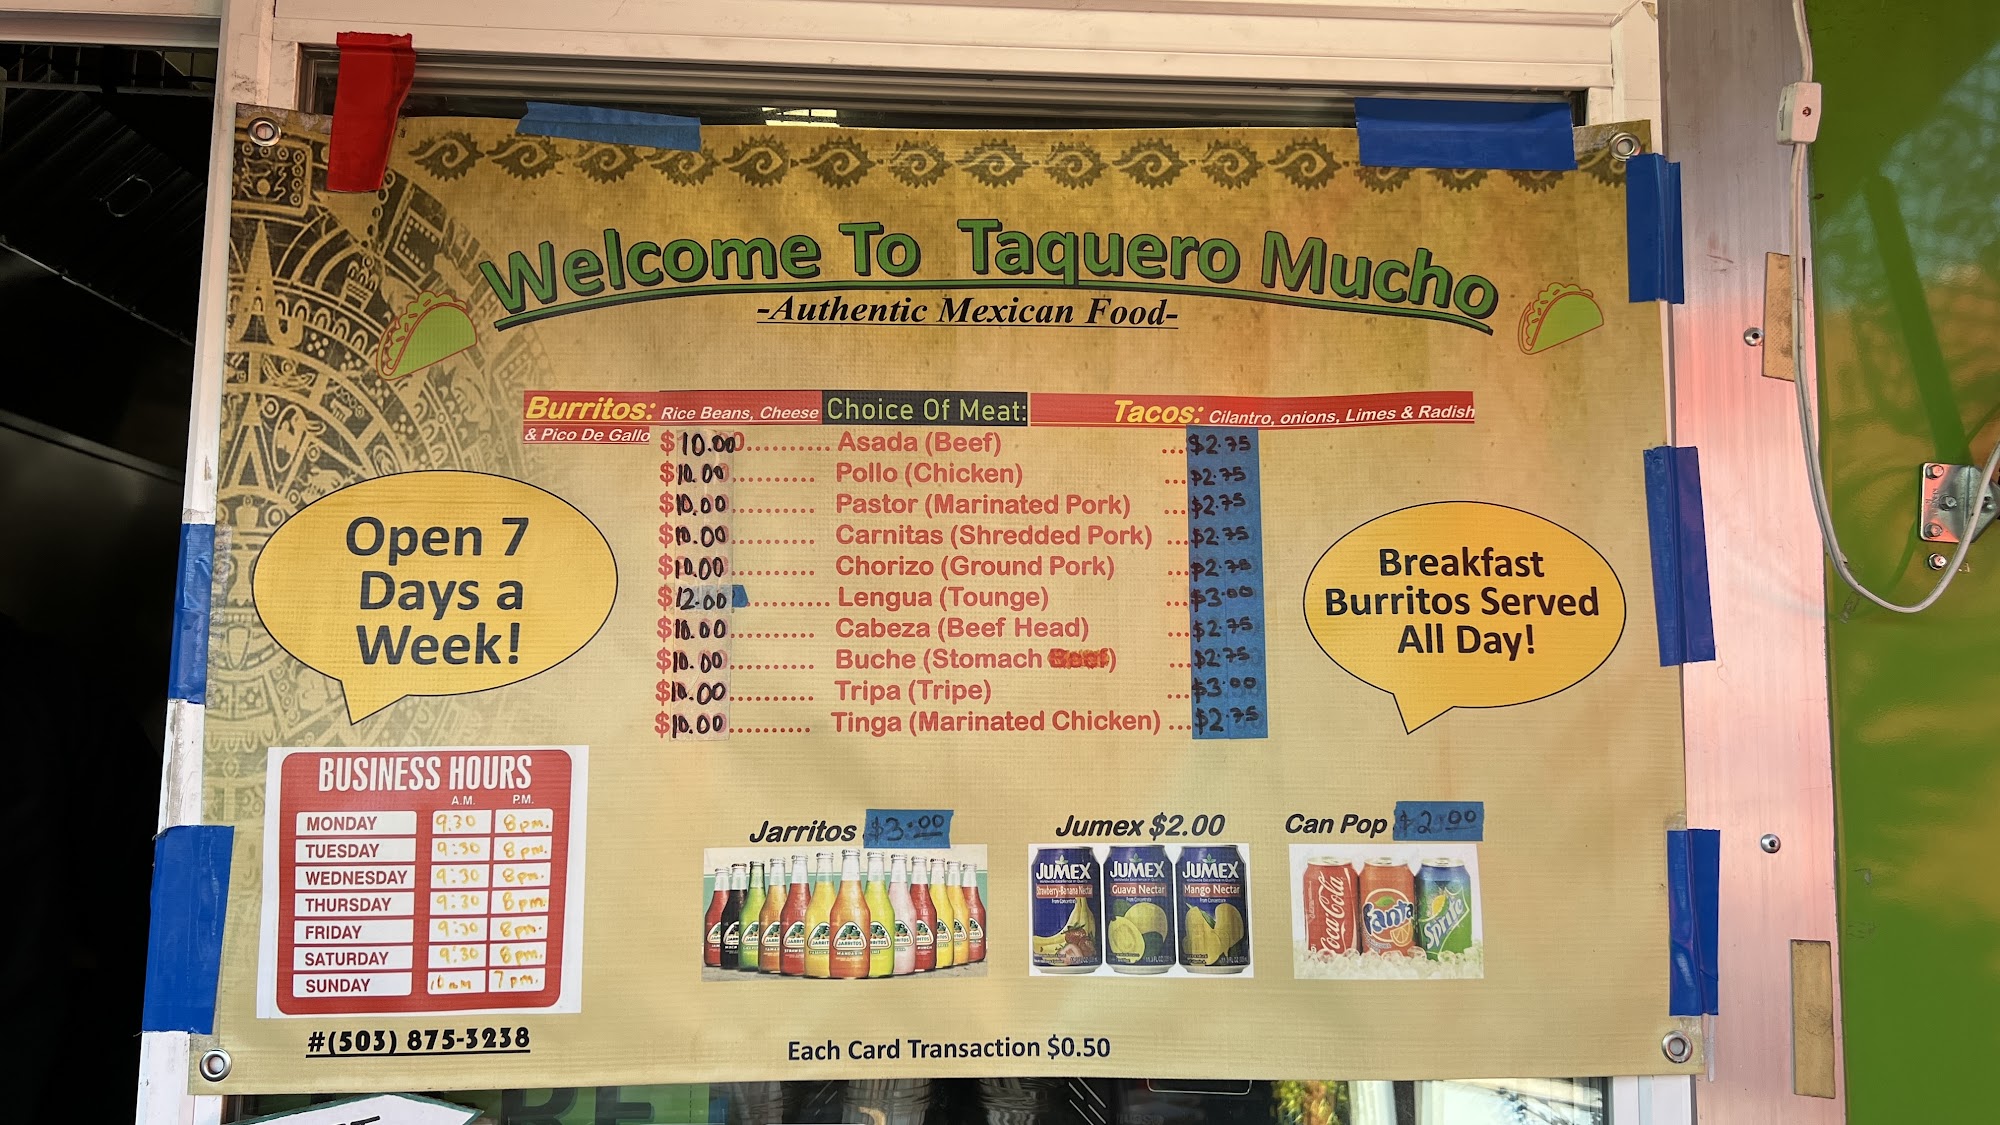 Welcome To Taquero Mucho
-Authentic Mexican Food-
Burritos: Rice Beans, Cheese
& Pico De Gallo
Choice Of Meat:
Tacos: Cilantro, onions, Limes & Radish
$10.00.......... Asada (Beef) ...$2.75
$10.00.......... Pollo (Chicken) ...$2.75
$10.00.......... Pastor (Marinated Pork) ...$2.75
$10.00.......... Carnitas (Shredded Pork) ...$2.75
$10.00.......... Chorizo (Ground Pork) ...$2.75
$12.00.......... Lengua (Tounge) ...$3.00
$10.00.......... Cabeza (Beef Head) ...$2.75
$10.00.......... Buche (Stomach Beef) ...$2.75
$10.00.......... Tripa (Tripe) ...$3.00
$10.00.......... Tinga (Marinated Chicken) ...$2.75
Open 7
Days a
Week!
Breakfast
Burritos Served
All Day!
BUSINESS HOURS
A.M. P.M.
MONDAY 9:30 8pm.
TUESDAY 9:30 8pm.
WEDNESDAY 9:30 8pm.
THURSDAY 9:30 8pm.
FRIDAY 9:30 8pm.
SATURDAY 9:30 8pm.
SUNDAY 10am 7pm.
#(503) 875-3238
Jarritos $3.00
Jumex $2.00
JUMEX
Strawberry-Banana Nectar
JUMEX
Guava Nectar
JUMEX
Mango Nectar
Can Pop $2.00
Coca-Cola
Fanta
Sprite
Each Card Transaction $0.50